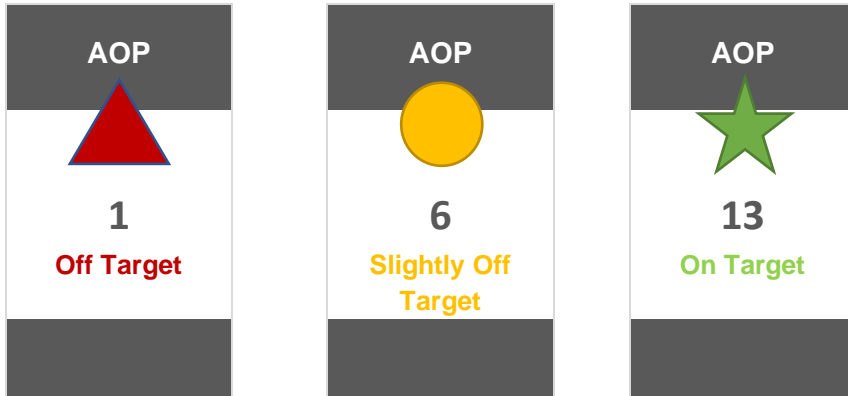 AOP
1
Off Target
AOP
6
Slightly Off
Target
AOP
13
On Target